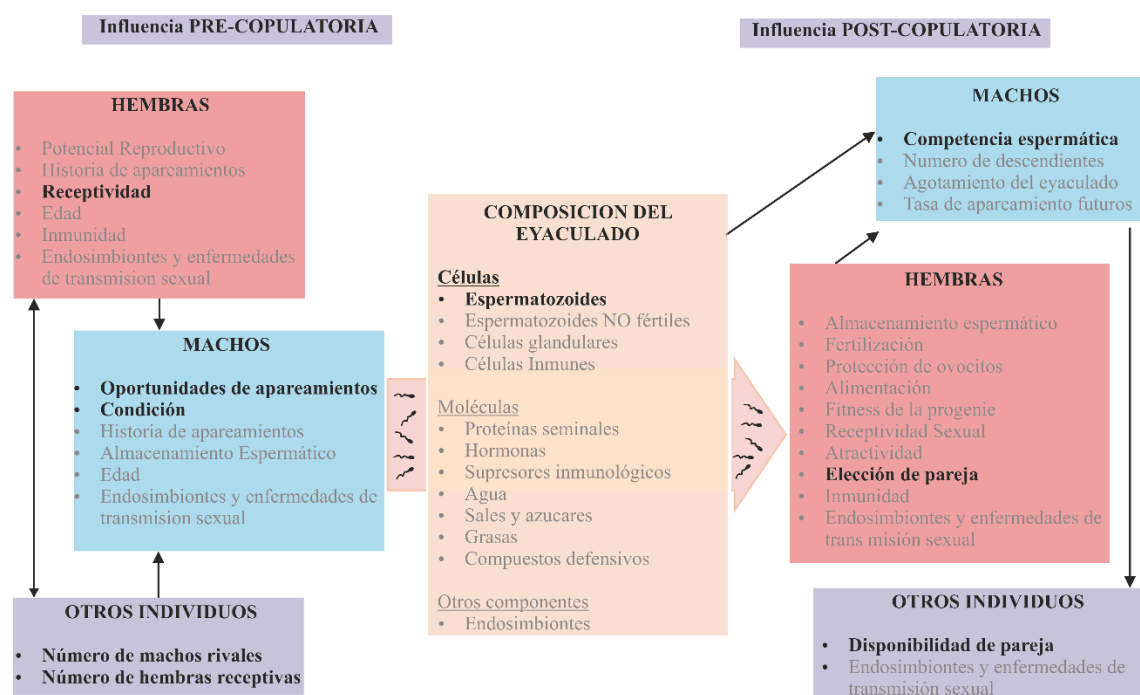 Influencia PRE-COPULATORIA
HEMBRAS
• Potencial Reproductivo
• Historia de apareamientos
• Receptividad
• Edad
• Inmunidad
• Endosimbiontes y enfermedades
de transmision sexual
MACHOS
• Oportunidades de apareamientos
• Condición
• Historia de apareamientos
• Almacenamiento Espermático
• Edad
• Endosimbiontes y enfermedades de
transmision sexual
OTROS INDIVIDUOS
• Número de machos rivales
• Número de hembras receptivas
COMPOSICION DEL
EYACULADO
Células
• Espermatozoides
• Espermatozoides NO fértiles
• Células glandulares
• Células Inmunes
Moléculas
• Proteínas seminales
• Hormonas
• Supresores inmunológicos
• Agua
• Sales y azucares
• Grasas
• Compuestos defensivos
Otros componentes
• Endosimbiontes
Influencia POST-COPULATORIA
MACHOS
• Competencia espermática
• Numero de descendientes
• Agotamiento del eyaculado
• Tasa de apareamiento futuros
HEMBRAS
• Almacenamiento espermático
• Fertilización
• Protección de ovocitos
• Alimentación
• Fitness de la progenie
• Receptividad Sexual
• Atractividad
• Elección de pareja
• Inmunidad
• Endosimbiontes y enfermedades de
trans misión sexual
OTROS INDIVIDUOS
• Disponibilidad de pareja
• Endosimbiontes y enfermedades de
transmisión sexual